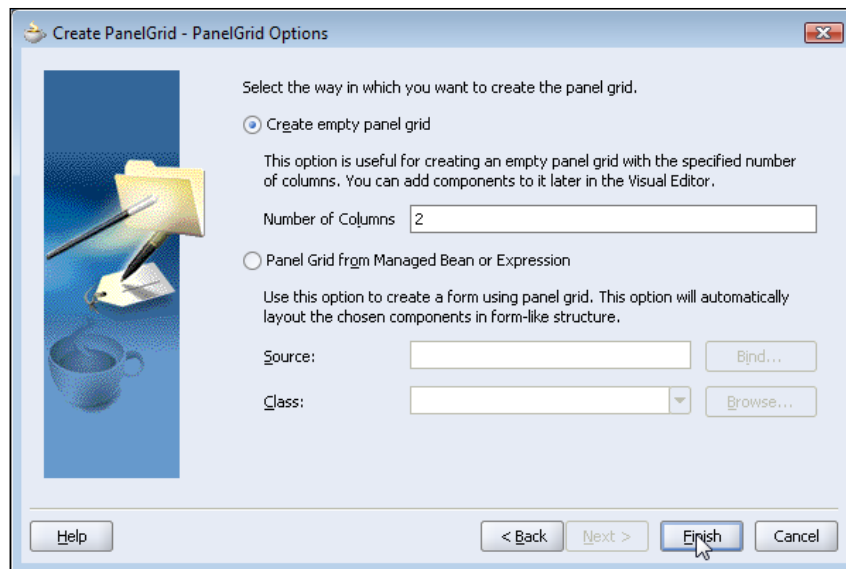 Create PanelGrid - PanelGrid Options
Select the way in which you want to create the panel grid.
Create empty panel grid
This option is useful for creating an empty panel grid with the specified number
of columns. You can add components to it later in the Visual Editor.
Number of Columns 2
Panel Grid from Managed Bean or Expression
Use this option to create a form using panel grid. This option will automatically
layout the chosen components in form-like structure.
Source: Bind...
Class: Browse...
Help < Back Next > Finish Cancel